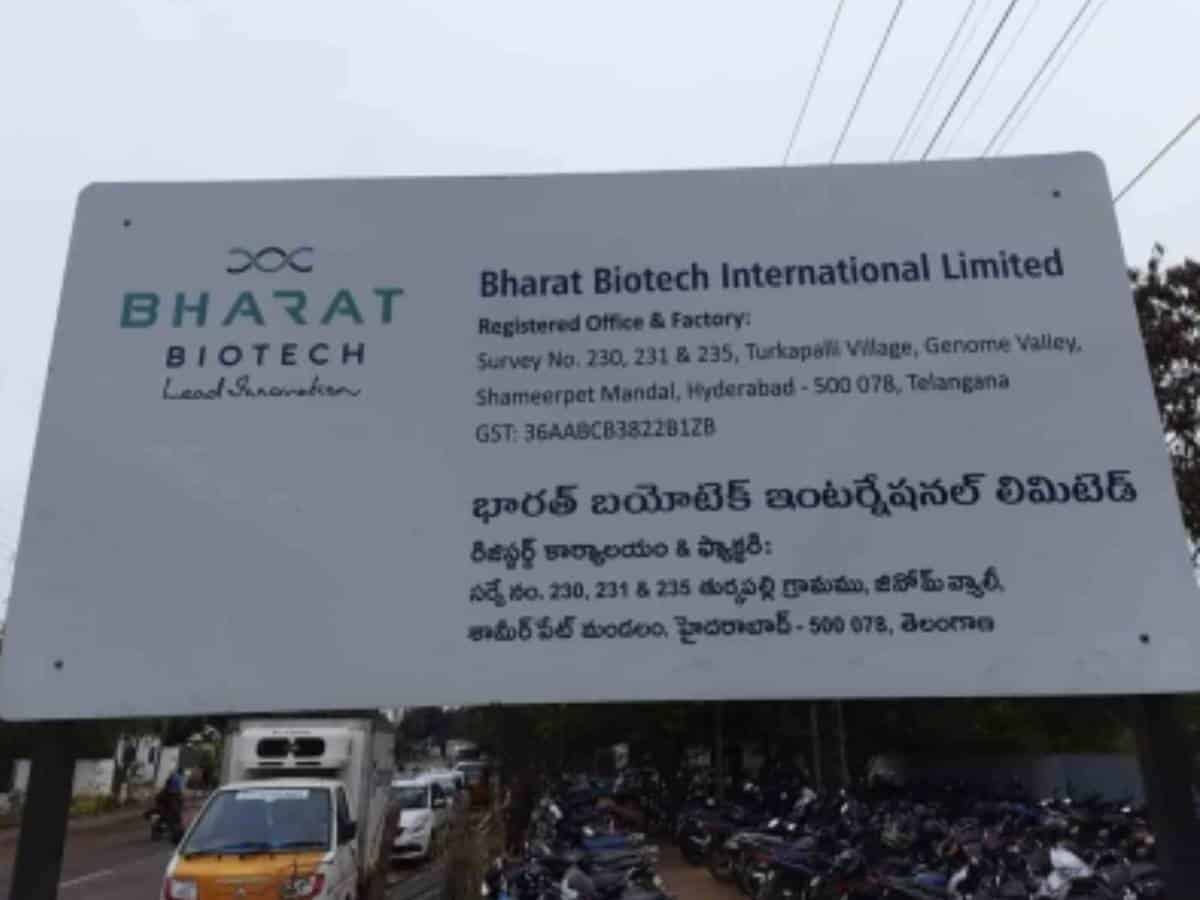 BHARAT
BIOTECH
Lead Innovation
Bharat Biotech International Limited
Registered Office & Factory:
Survey No. 230, 231 & 235, Turkapalli Village, Genome Valley,
Shameerpet Mandal, Hyderabad - 500 078, Telangana
GST: 36AABCB3822B1ZB
భారత్ బయోటెక్ ఇంటర్నేషనల్ లిమిటెడ్
రిజిస్టర్డ్ కార్యాలయం & ఫ్యాక్టరి:
సర్వే నం. 230, 231 & 235 తుర్కపల్లి గ్రామము, జీనోమ్ వ్యాలీ,
శామీర్ పేట్ మండలం, హైదరాబాద్ - 500 078, తెలంగాణ